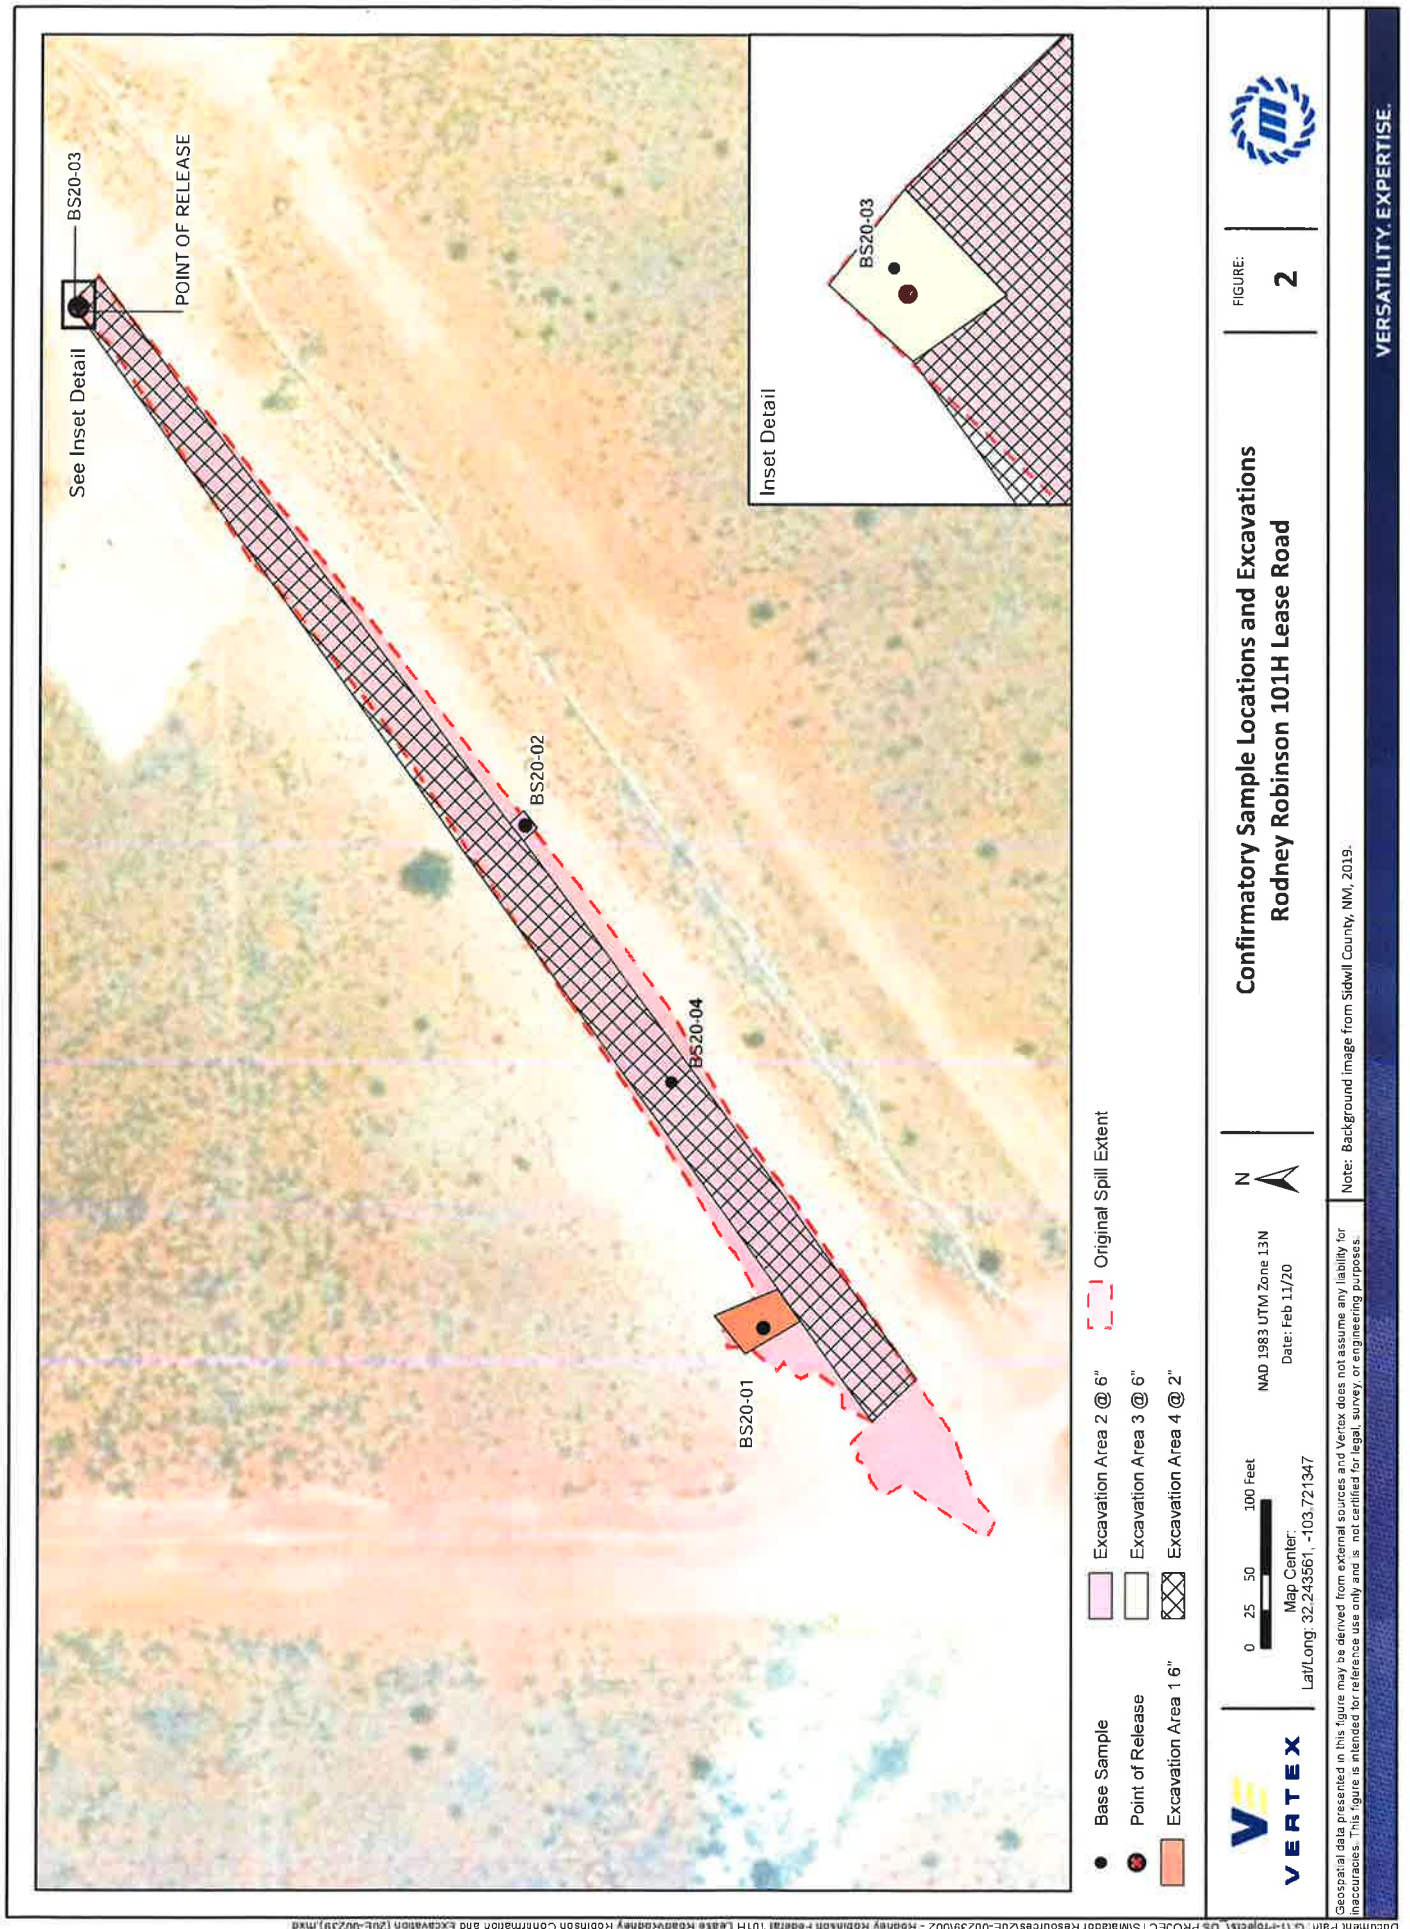 BS20-03
POINT OF RELEASE
See Inset Detail
BS20-02
BS20-04
BS20-01
Inset Detail
BS20-03
Base Sample
Point of Release
Excavation Area 1 6"
Excavation Area 2 @ 6"
Excavation Area 3 @ 6"
Excavation Area 4 @ 2"
Original Spill Extent
VERTEX
0 25 50 100 Feet
Map Center:
Lat/Long: 32.243561, -103.721347
NAD 1983 UTM Zone 13N
Date: Feb 11/20
N
Confirmatory Sample Locations and Excavations
Rodney Robinson 101H Lease Road
FIGURE:
2
m
Geospatial data presented in this figure may be derived from external sources and Vertex does not assume any liability for
inaccuracies. This figure is intended for reference use only and is not certified for legal, survey, or engineering purposes.
Note: Background image from Sidwll County, NM, 2019.
VERSATILITY. EXPERTISE.